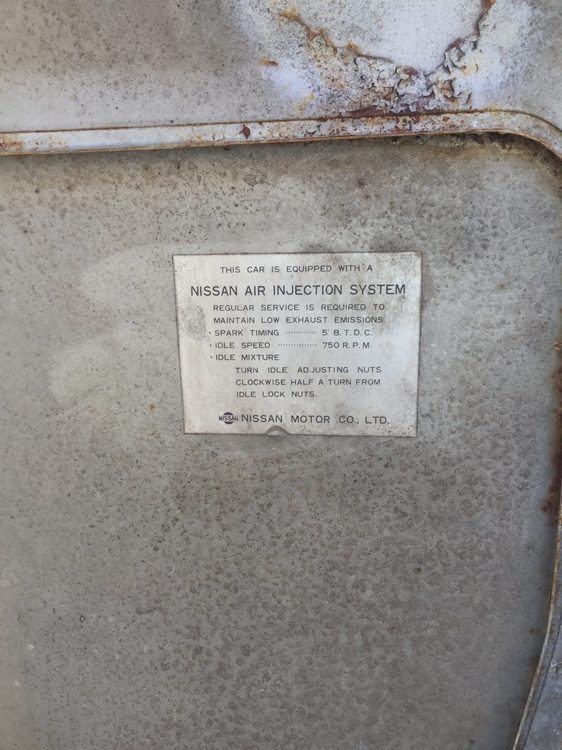 THIS CAR IS EQUIPPED WITH A
NISSAN AIR INJECTION SYSTEM
REGULAR SERVICE IS REQUIRED TO
MAINTAIN LOW EXHAUST EMISSIONS.
· SPARK TIMING ············ 5° B.T.D.C.
· IDLE SPEED ··············· 750 R.P.M.
· IDLE MIXTURE
TURN IDLE ADJUSTING NUTS
CLOCKWISE HALF A TURN FROM
IDLE LOCK NUTS.
NISSAN NISSAN MOTOR CO., LTD.